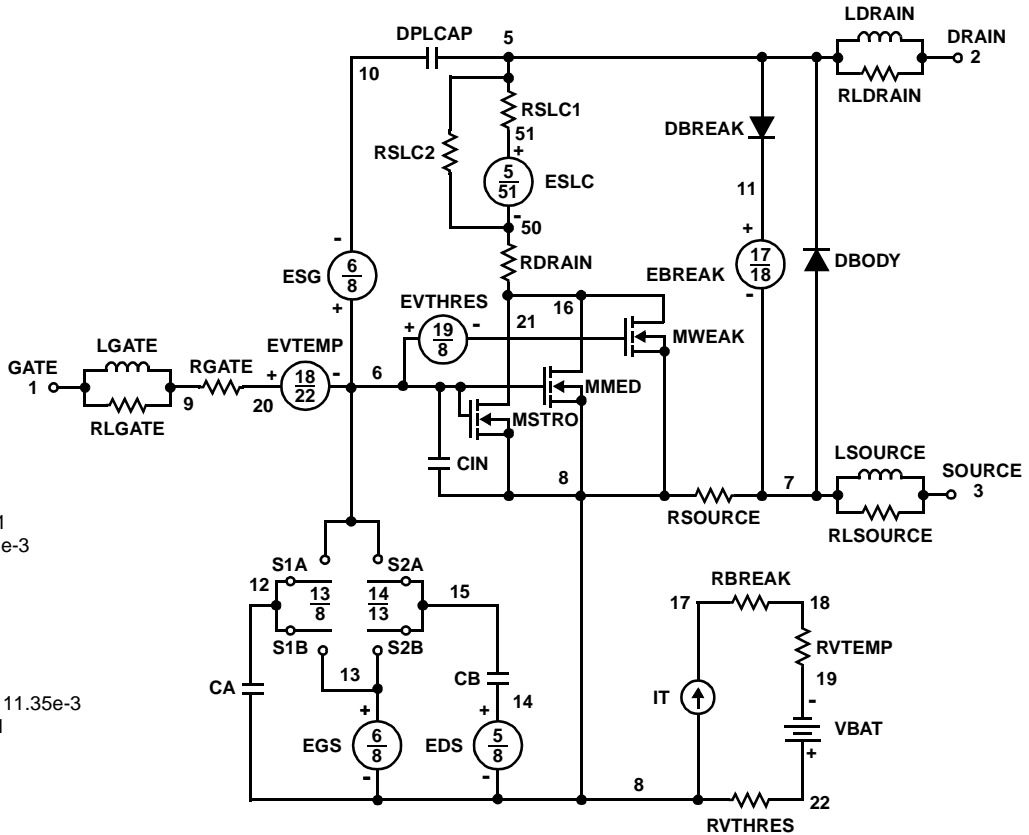 LDRAIN
DPLCAP 5 DRAIN
2
10
RLDRAIN
RSLC1
DBREAK
51
+
RSLC2
5
51
ESLC
11
-
50
-
+
RDRAIN
17
18
DBODY
6
8
EBREAK
ESG
-
EVTHRES
16
+
+ 19
8 - 21
MWEAK
LGATE EVTEMP
GATE RGATE + 18
22 - 6
1
MMED
9 20
MSTRO
RLGATE
LSOURCE
CIN
8 7 SOURCE
3
RSOURCE
RLSOURCE
e-3
S1A S2A
RBREAK
12 13
8 14
13 15
17 18
S1B S2B
RVTEMP
13 CB 19
CA
14 IT -
11.35e-3
+ +
VBAT
EGS 6
8 EDS 5
8
+
- -
8
22
RVTHRES